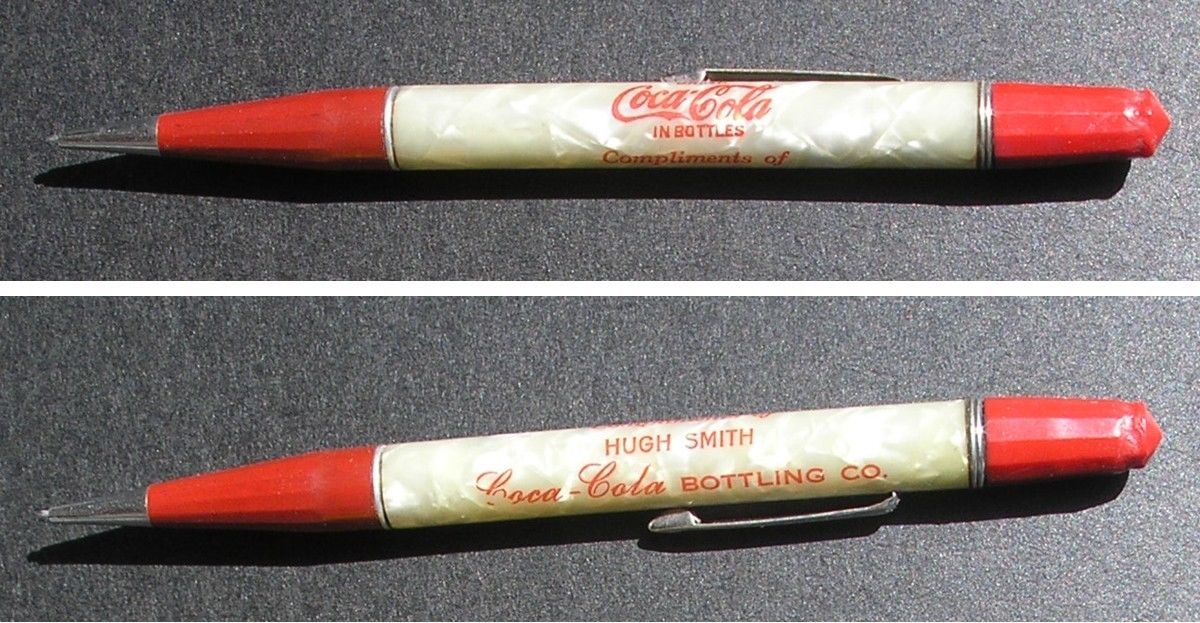 Coca-Cola
IN BOTTLES
Compliments of
HUGH SMITH
Coca-Cola BOTTLING CO.